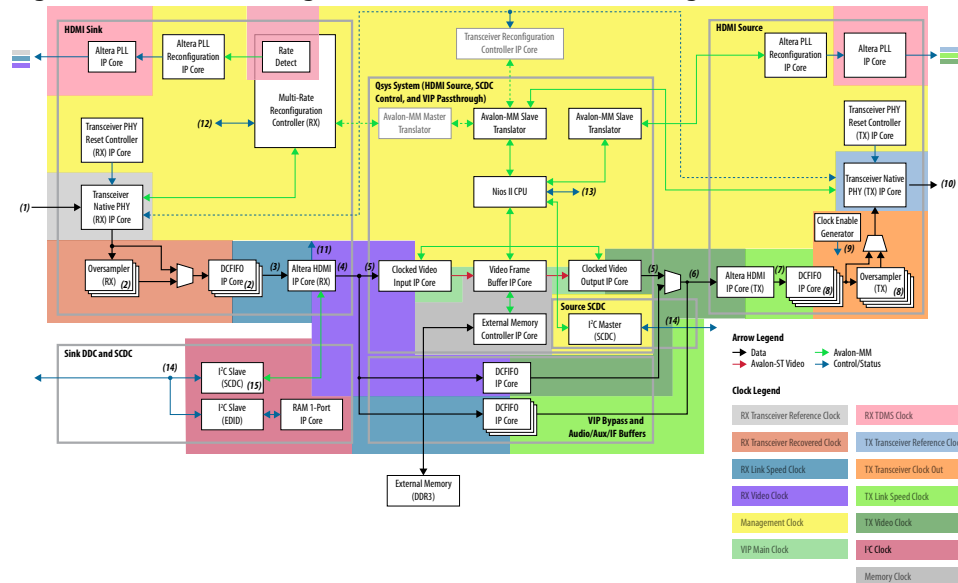 HDMI Sink
Altera PLL
IP Core
Altera PLL
Reconfiguration
IP Core
Rate
Detect
Multi-Rate
Reconfiguration
Controller (RX)
(12)
Transceiver PHY
Reset Controller
(RX) IP Core
(1)
Transceiver
Native PHY
(RX) IP Core
Oversampler
(RX)
(2)
DCFIFO
IP Core
(2)
(3)
(11)
Altera HDMI
IP Core (RX)
(4)
Transceiver Reconfiguration
Controller IP Core
Qsys System (HDMI Source, SCDC
Control, and VIP Passthrough)
Avalon-MM Master
Translator
Avalon-MM Slave
Translator
Avalon-MM Slave
Translator
Nios II CPU
(13)
(5)
Clocked Video
Input IP Core
Video Frame
Buffer IP Core
Clocked Video
Output IP Core
(5)
(6)
External Memory
Controller IP Core
Source SCDC
I²C Master
(SCDC)
(14)
HDMI Source
Altera PLL
Reconfiguration
IP Core
Altera PLL
IP Core
Transceiver PHY
Reset Controller
(TX) IP Core
Transceiver Native
PHY (TX) IP Core
(10)
Clock Enable
Generator
(9)
Altera HDMI
IP Core (TX)
(7)
DCFIFO
IP Core
(8)
Oversampler
(TX)
(8)
Sink DDC and SCDC
(14)
I²C Slave
(SCDC)
(15)
I²C Slave
(EDID)
RAM 1-Port
IP Core
DCFIFO
IP Core
DCFIFO
IP Core
VIP Bypass and
Audio/Aux/IF Buffers
External Memory
(DDR3)
Arrow Legend
Data
Avalon-MM
Avalon-ST Video
Control/Status
Clock Legend
RX Transceiver Reference Clock
RX TDMS Clock
RX Transceiver Recovered Clock
TX Transceiver Reference Cloc
RX Link Speed Clock
TX Transceiver Clock Out
RX Video Clock
TX Link Speed Clock
Management Clock
TX Video Clock
VIP Main Clock
I²C Clock
Memory Clock